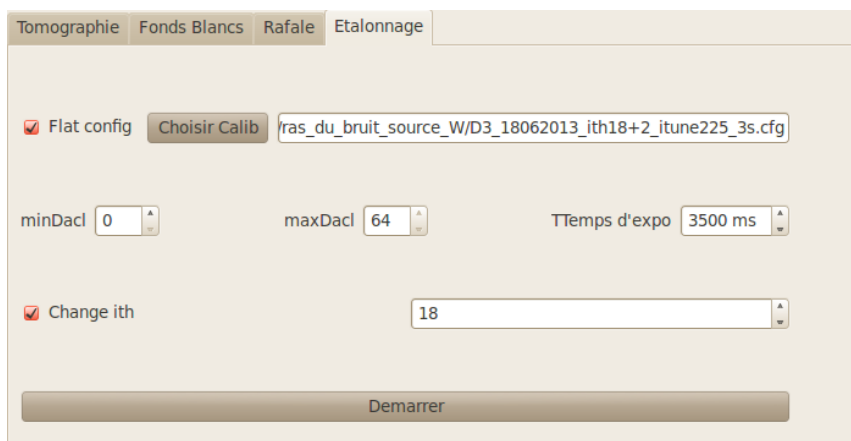 Tomographie Fonds Blancs Rafale Etalonnage
Flat config Choisir Calib /ras_du_bruit_source_W/D3_18062013_ith18+2_itune225_3s.cfg
minDacl 0 maxDacl 64 TTemps d'expo 3500 ms
Change ith 18
Demarrer